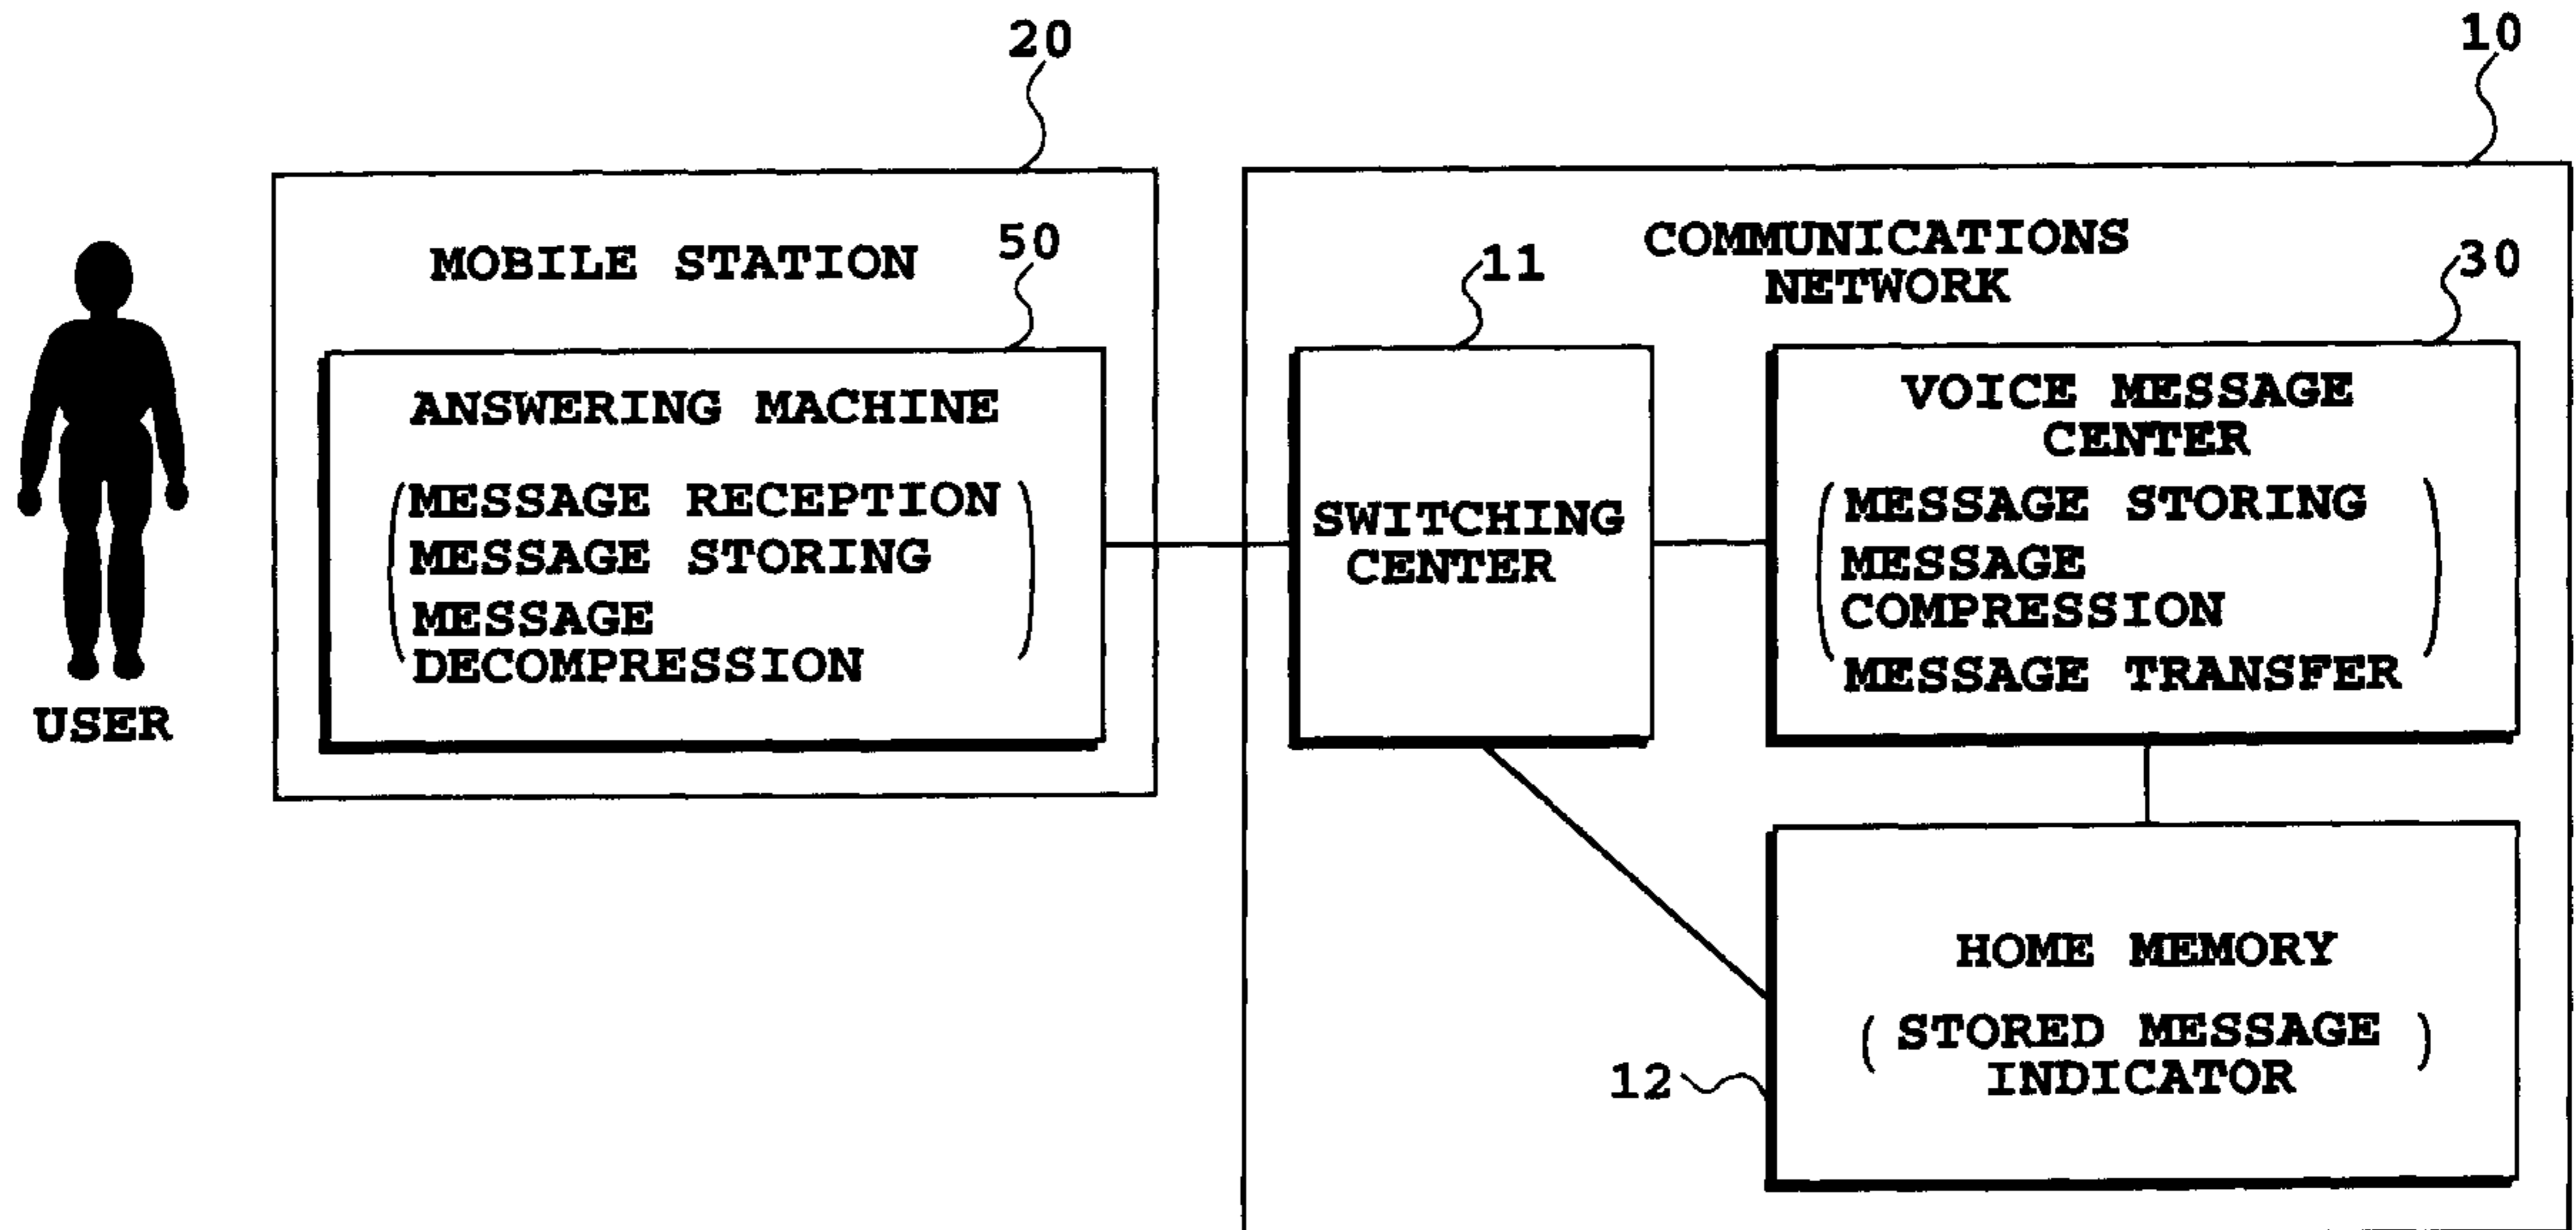 20
10
MOBILE STATION
50
COMMUNICATIONS
NETWORK
11
30
ANSWERING MACHINE
MESSAGE RECEPTION
MESSAGE STORING
MESSAGE
DECOMPRESSION
SWITCHING
CENTER
VOICE MESSAGE
CENTER
MESSAGE STORING
MESSAGE
COMPRESSION
MESSAGE TRANSFER
USER
HOME MEMORY
( STORED MESSAGE )
INDICATOR
12